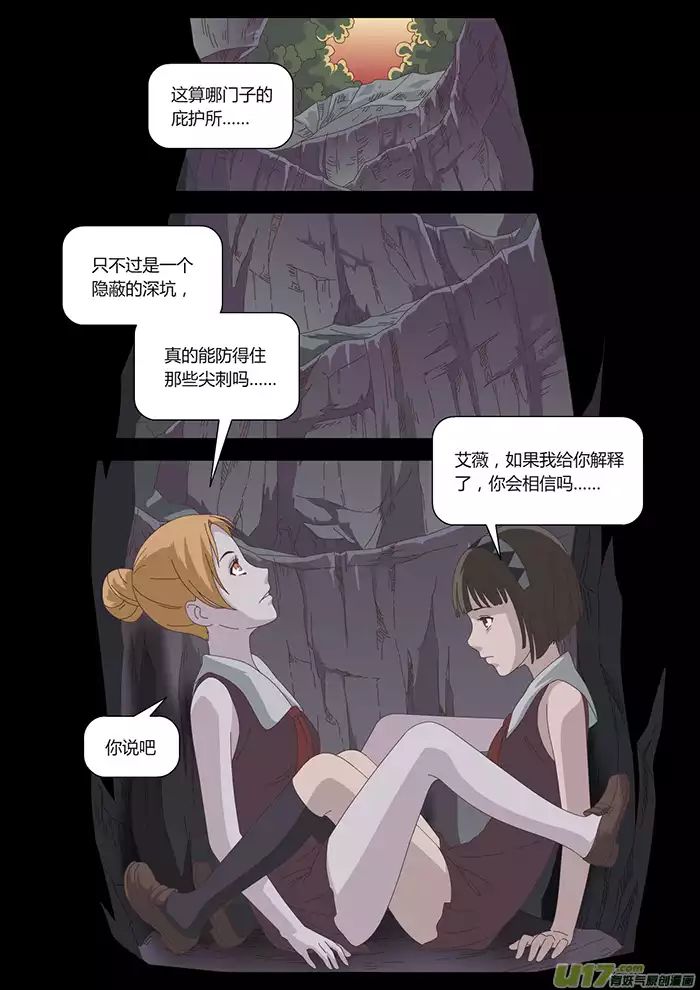 这算哪门子的
庇护所……
只不过是一个
隐蔽的深坑，
真的能防得住
那些尖刺吗……
艾薇，如果我给你解释
了，你会相信吗……
你说吧
U17.com
有妖气原创漫画